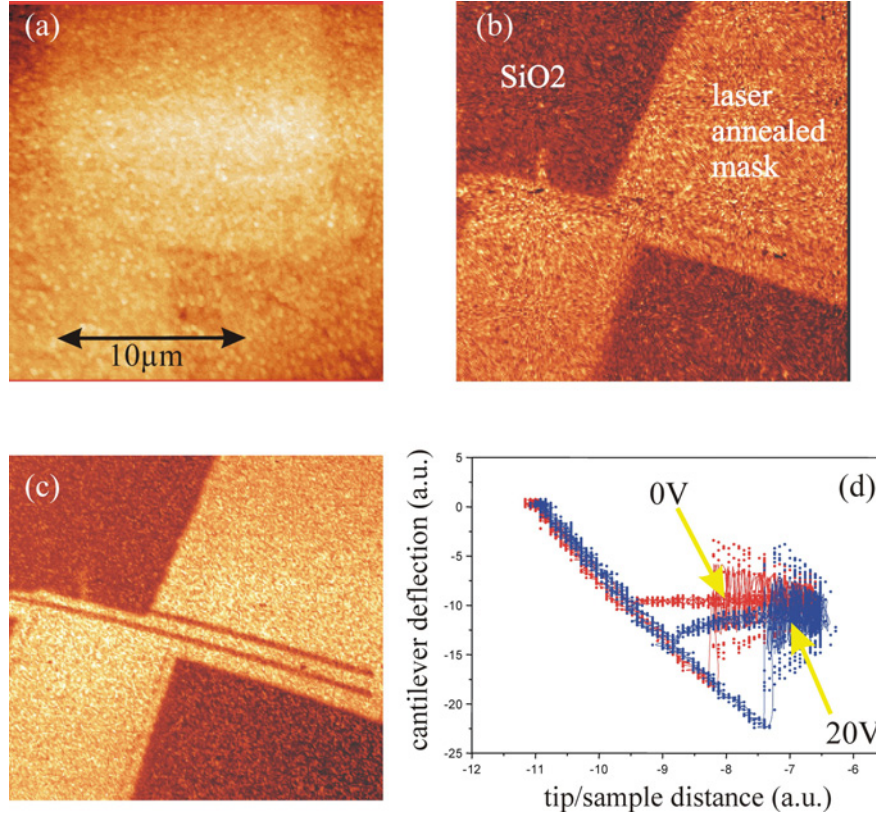 (a)
10μm
(b)
SiO2
laser
annealed
mask
(c)
(d)
0V
20V
cantilever deflection (a.u.)
5
0
-5
-10
-15
-20
-25
-12
-11
-10
-9
-8
-7
-6
tip/sample distance (a.u.)